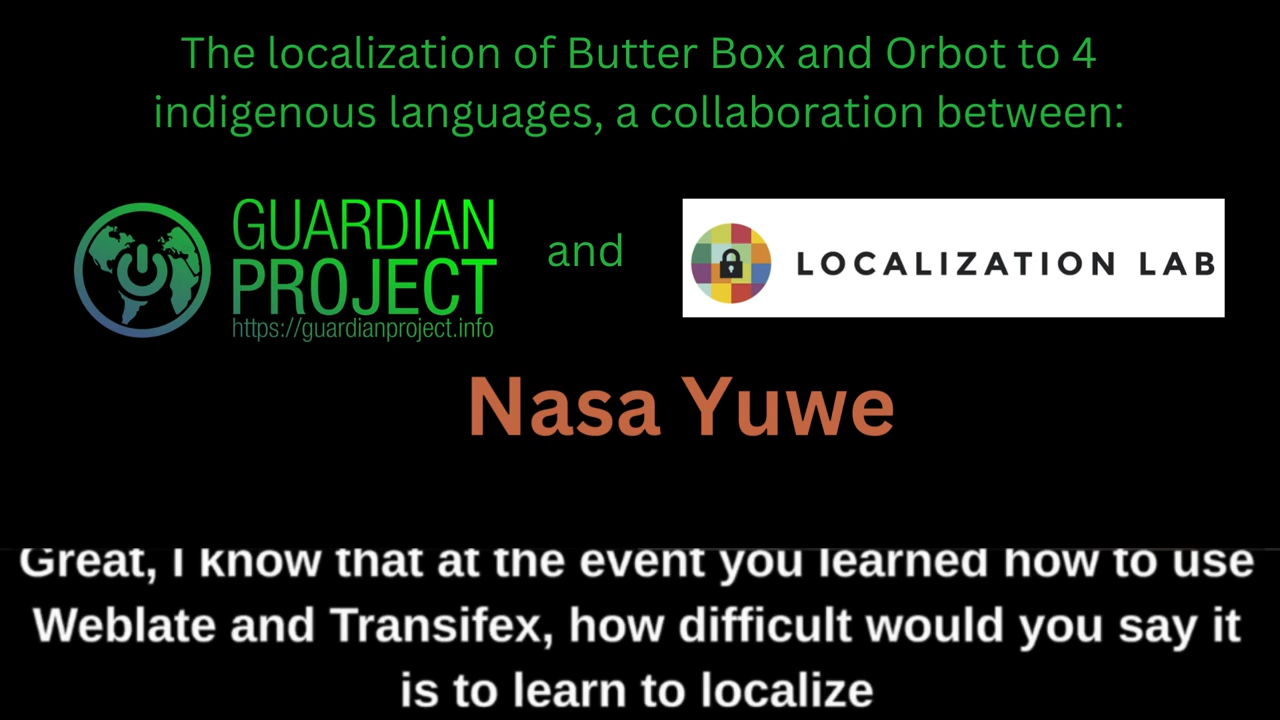 The localization of Butter Box and Orbot to 4
indigenous languages, a collaboration between:
GUARDIAN
PROJECT
https://guardianproject.info
and
LOCALIZATION LAB
Nasa Yuwe
Great, I know that at the event you learned how to use
Weblate and Transifex, how difficult would you say it
is to learn to localize